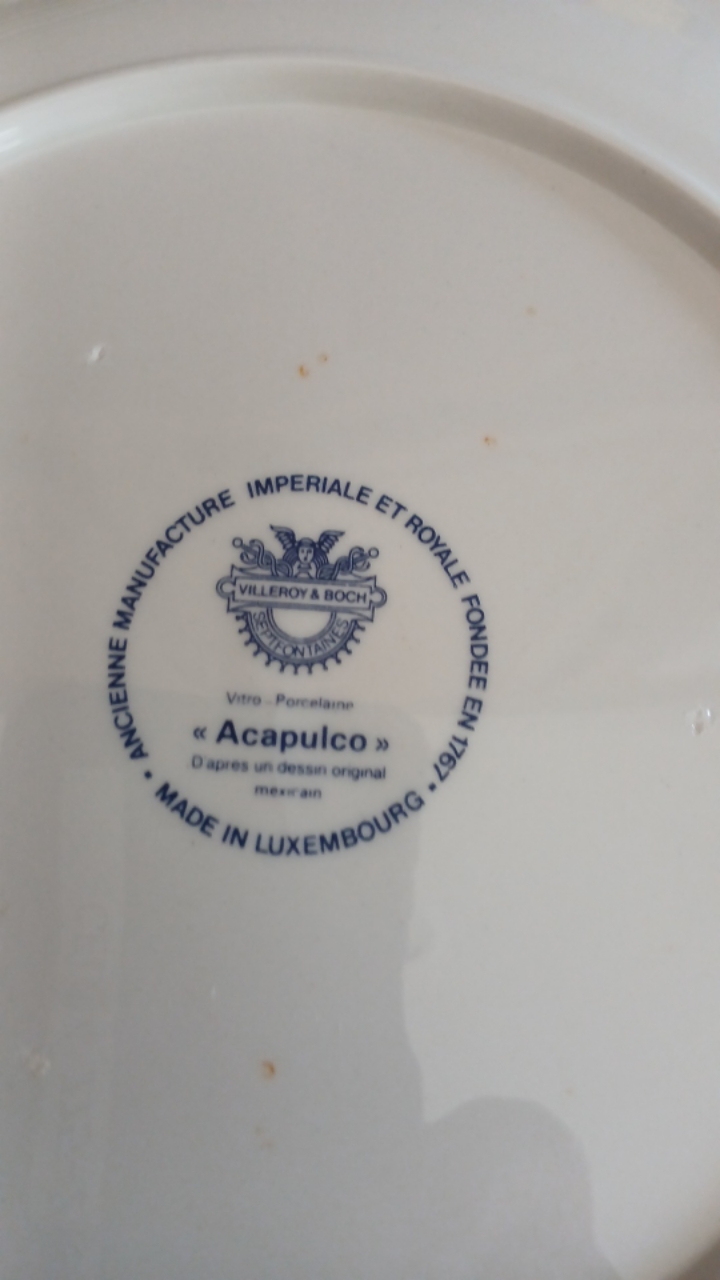 ANCIENNE MANUFACTURE IMPERIALE ET ROYALE FONDEE EN 1767 •
VILLEROY & BOCH
SEPTFONTAINES
Vitro - Porcelaine
« Acapulco »
D'apres un dessin original
mexicain
• MADE IN LUXEMBOURG